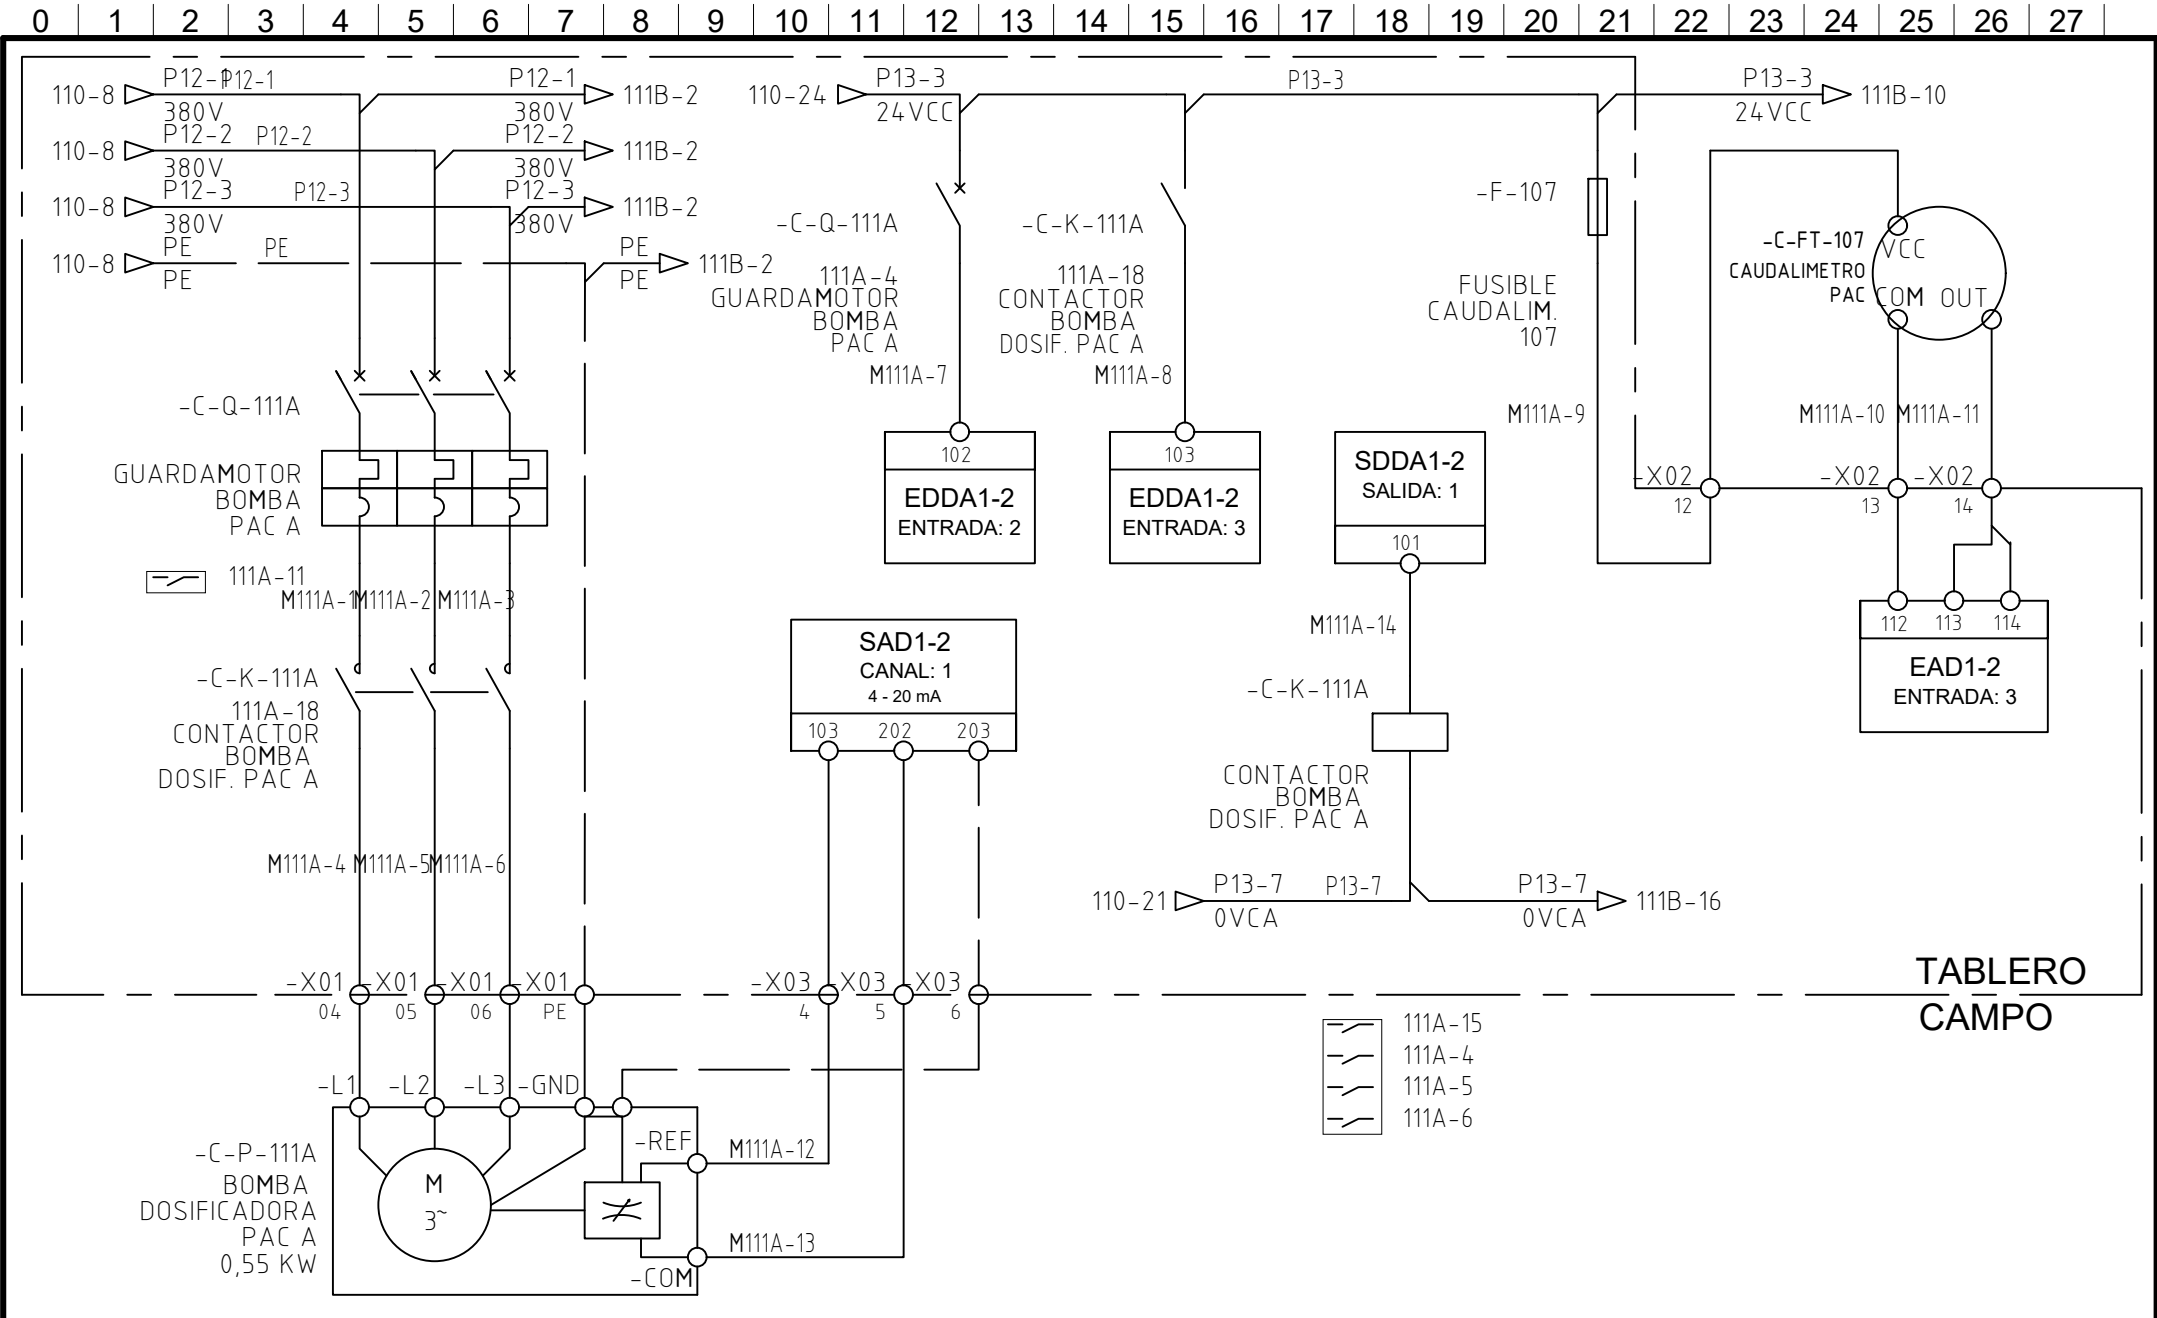 0 1 2 3 4 5 6 7 8 9 10 11 12 13 14 15 16 17 18 19 20 21 22 23 24 25 26 27
110-8 P12-1 P12-1 P12-1 111B-2
380V 380V
110-8 P12-2 P12-2 P12-2 111B-2
380V 380V
110-8 P12-3 P12-3 P12-3 111B-2
380V 380V
110-8 PE PE PE 111B-2
PE PE
110-24 P13-3 P13-3 P13-3 111B-10
24VCC 24VCC
-C-Q-111A
111A-4
GUARDAMOTOR
BOMBA
PAC A
M111A-7
-C-K-111A
111A-18
CONTACTOR
BOMBA
DOSIF. PAC A
M111A-8
-F-107
FUSIBLE
CAUDALIM.
107
M111A-9
-C-FT-107
CAUDALIMETRO
PAC
VCC
COM OUT
M111A-10 M111A-11
-C-Q-111A
GUARDAMOTOR
BOMBA
PAC A
111A-11
M111A-1 M111A-2 M111A-3
102
EDDA1-2
ENTRADA: 2
103
EDDA1-2
ENTRADA: 3
SDDA1-2
SALIDA: 1
101
M111A-14
-X02 -X02 -X02
12 13 14
112 113 114
EAD1-2
ENTRADA: 3
-C-K-111A
111A-18
CONTACTOR
BOMBA
DOSIF. PAC A
M111A-4 M111A-5 M111A-6
SAD1-2
CANAL: 1
4 - 20 mA
103 202 203
-C-K-111A
CONTACTOR
BOMBA
DOSIF. PAC A
110-21 P13-7 P13-7 P13-7 111B-16
0VCA 0VCA
TABLERO
CAMPO
-X01 -X01 -X01 -X01 -X03 -X03 -X03
04 05 06 PE 4 5 6
111A-15
111A-4
111A-5
111A-6
-L1 -L2 -L3 -GND
-C-P-111A
BOMBA
DOSIFICADORA
PAC A
0,55 KW
M
3~
-REF
M111A-12
M111A-13
-COM